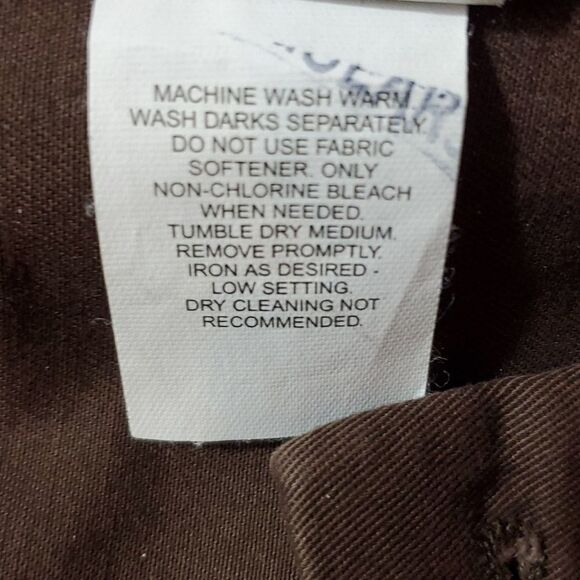 MACHINE WASH WARM
WASH DARKS SEPARATELY.
DO NOT USE FABRIC
SOFTENER. ONLY
NON-CHLORINE BLEACH
WHEN NEEDED.
TUMBLE DRY MEDIUM.
REMOVE PROMPTLY.
IRON AS DESIRED -
LOW SETTING.
DRY CLEANING NOT
RECOMMENDED.